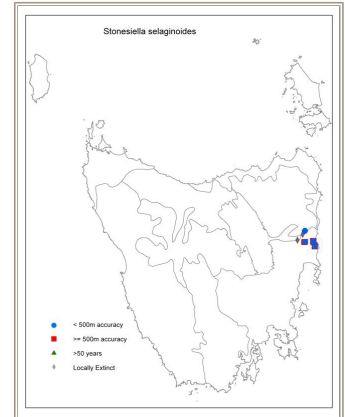 Stonesiella selaginoides
< 500m accuracy
>= 500m accuracy
>50 years
Locally Extinct